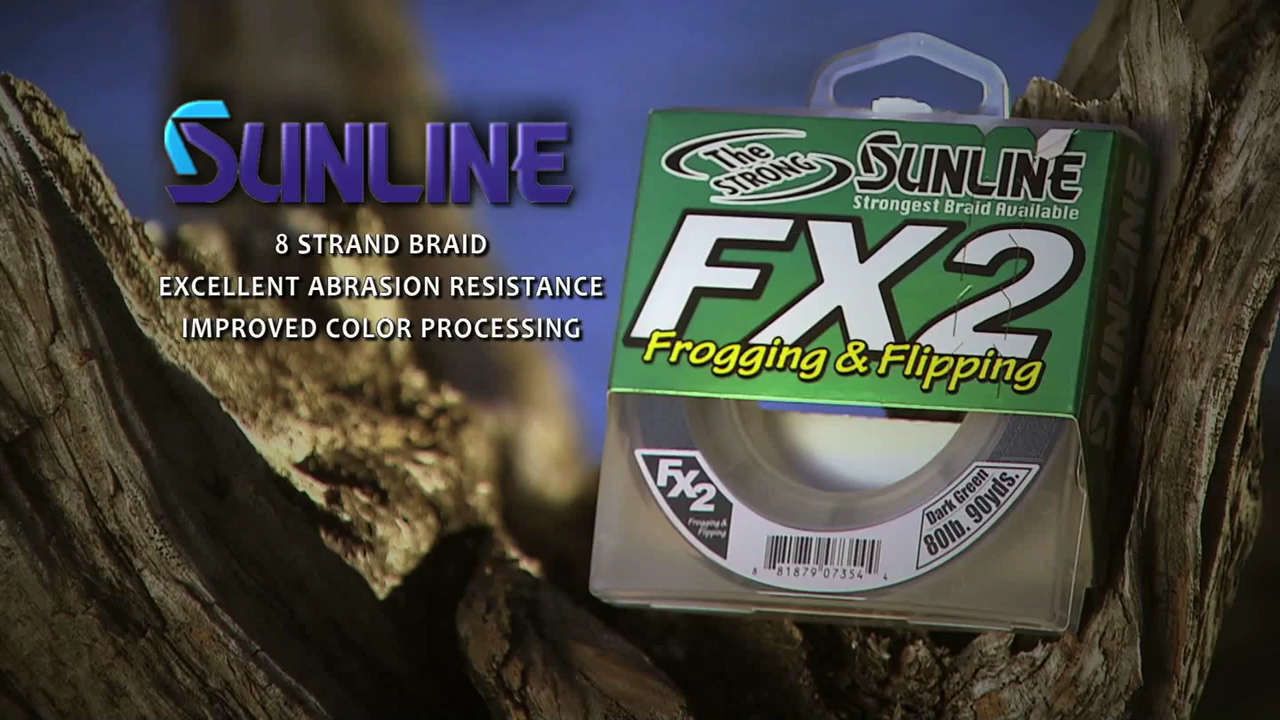 SUNLINE
8 STRAND BRAID
EXCELLENT ABRASION RESISTANCE
IMPROVED COLOR PROCESSING
The STRONG
SUNLINE
Strongest Braid Available
FX2
Frogging & Flipping
SUNLINE
FX2
Frogging &
Flipping
Dark Green
80lb. 90yds.
8 81879 07354 4